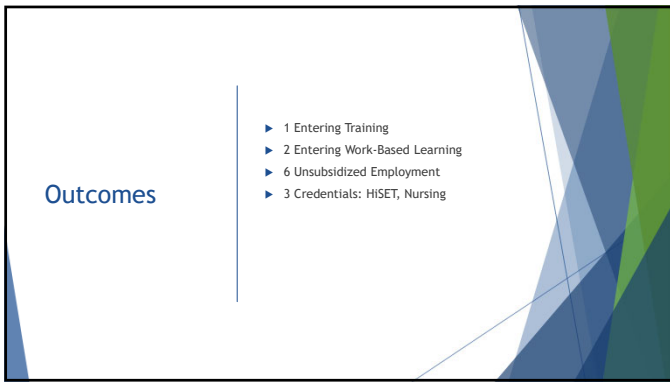 Outcomes
1 Entering Training
2 Entering Work-Based Learning
6 Unsubsidized Employment
3 Credentials: HiSET, Nursing